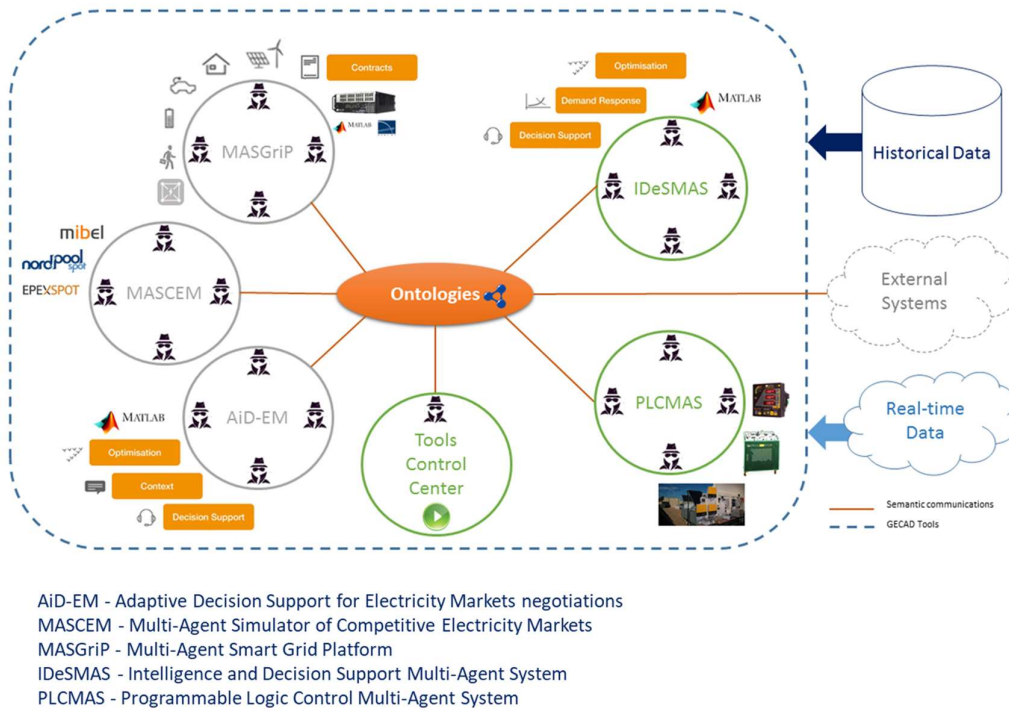 Contracts
MATLAB
MASGriP
Optimisation
MATLAB
Demand Response
Decision Support
IDeSMAS
Historical Data
mibel
nord pool
spot
EPEXSPOT
MASCEM
Ontologies
External
Systems
AiD-EM
MATLAB
Optimisation
Context
Decision Support
Tools
Control
Center
PLCMAS
Real-time
Data
Semantic communications
GECAD Tools
AiD-EM - Adaptive Decision Support for Electricity Markets negotiations
MASCEM - Multi-Agent Simulator of Competitive Electricity Markets
MASGriP - Multi-Agent Smart Grid Platform
IDeSMAS - Intelligence and Decision Support Multi-Agent System
PLCMAS - Programmable Logic Control Multi-Agent System